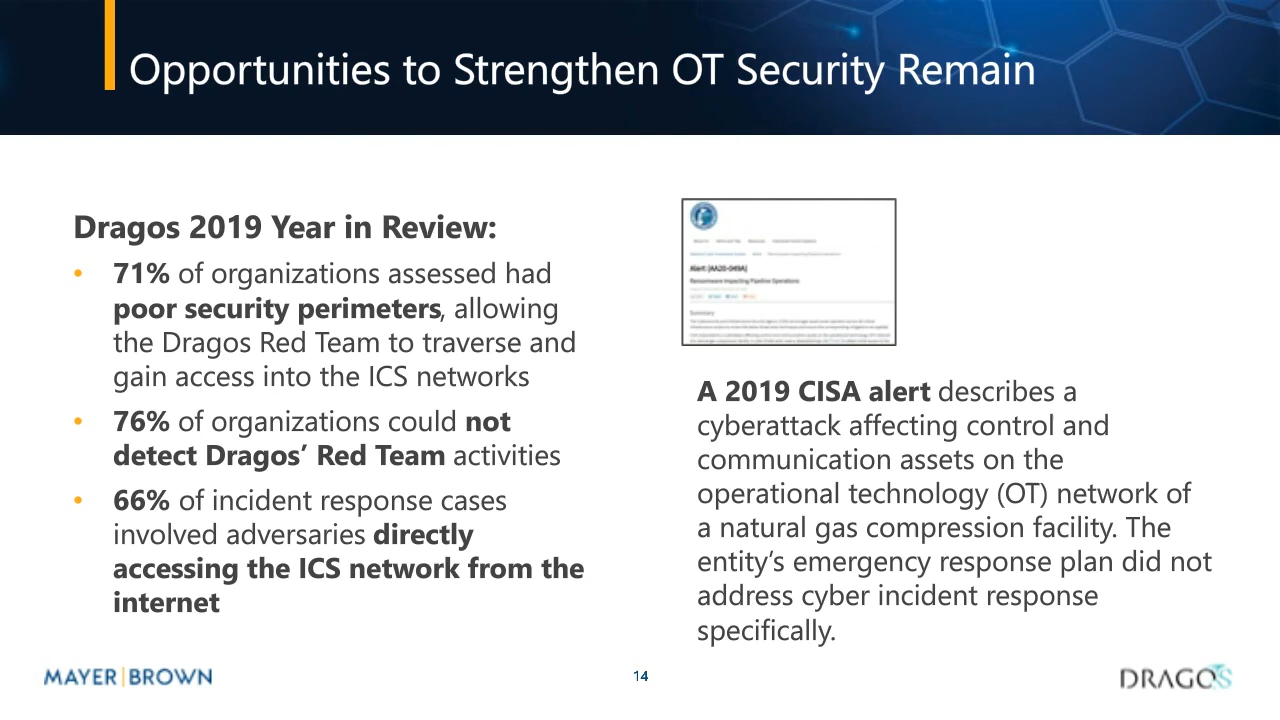 Opportunities to Strengthen OT Security Remain
Dragos 2019 Year in Review:
• 71% of organizations assessed had
poor security perimeters, allowing
the Dragos Red Team to traverse and
gain access into the ICS networks
• 76% of organizations could not
detect Dragos’ Red Team activities
• 66% of incident response cases
involved adversaries directly
accessing the ICS network from the
internet
Alert (AA20-049A)
Ransomware Impacting Pipeline Operations
Summary
A 2019 CISA alert describes a
cyberattack affecting control and
communication assets on the
operational technology (OT) network of
a natural gas compression facility. The
entity’s emergency response plan did not
address cyber incident response
specifically.
MAYER|BROWN
14
DRAGOS